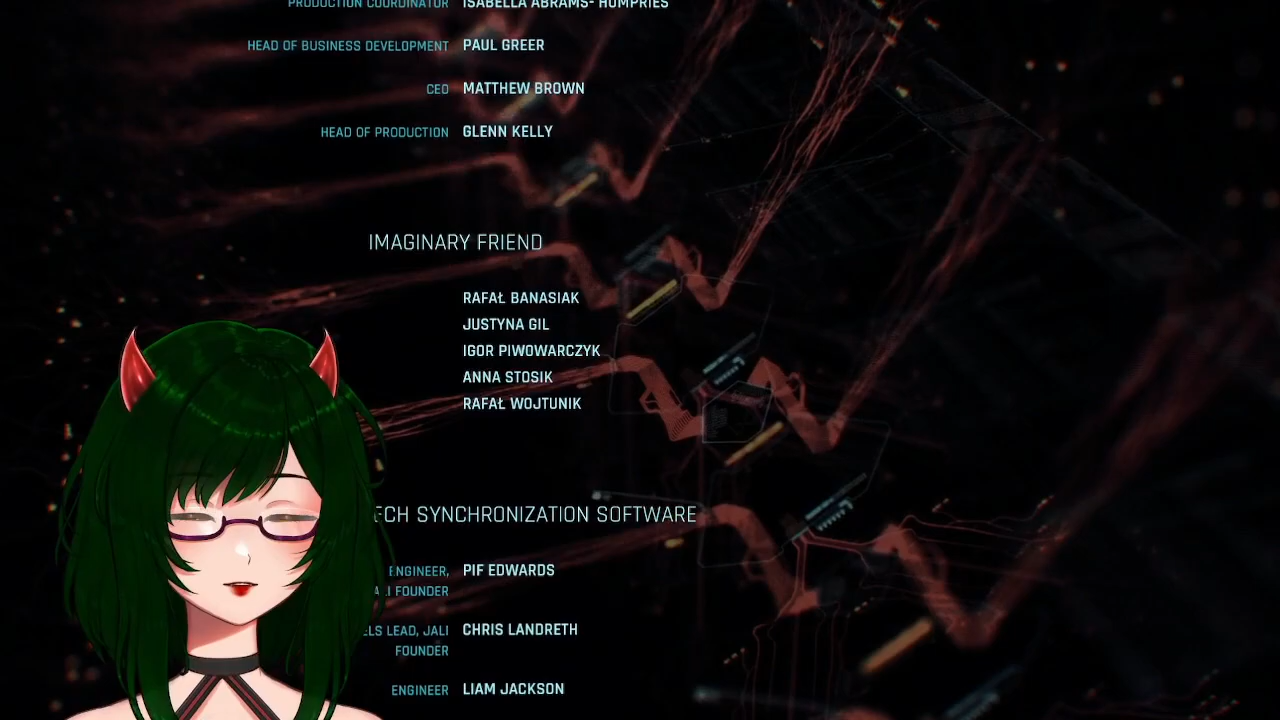 PRODUCTION COORDINATOR ISABELLA ABRAMS- HUMPRIES
HEAD OF BUSINESS DEVELOPMENT PAUL GREER
CEO MATTHEW BROWN
HEAD OF PRODUCTION GLENN KELLY
IMAGINARY FRIEND
RAFAŁ BANASIAK
JUSTYNA GIL
IGOR PIWOWARCZYK
ANNA STOSIK
RAFAŁ WOJTUNIK
SYNCHRONIZATION SOFTWARE
ENGINEER, PIF EDWARDS
FOUNDER
LEAD, JALI CHRIS LANDRETH
FOUNDER
ENGINEER LIAM JACKSON